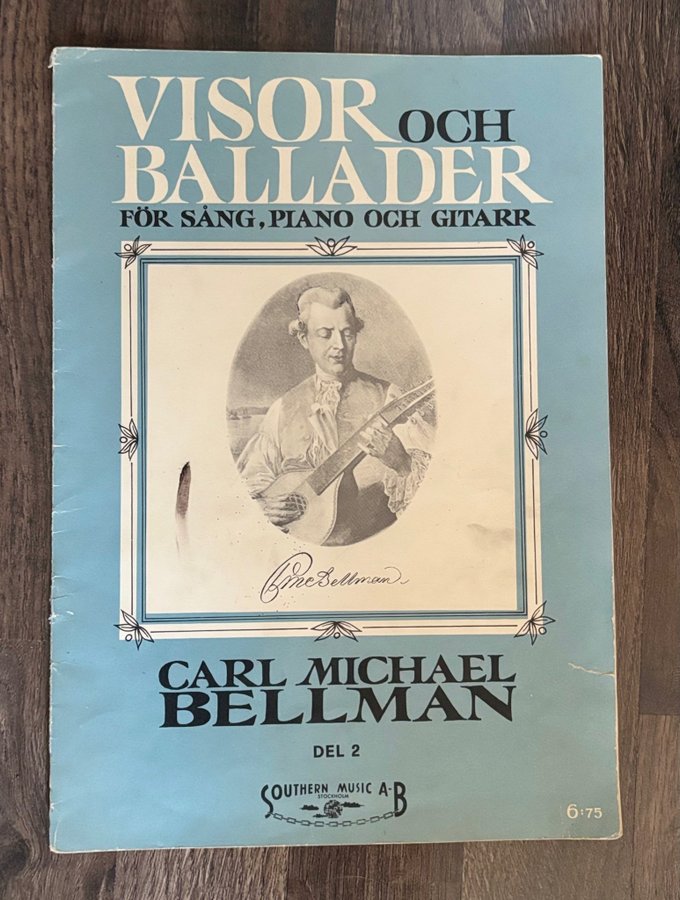 VISOR OCH
BALLADER
FÖR SÅNG, PIANO OCH GITARR
CMBellman
CARL MICHAEL
BELLMAN
DEL 2
SOUTHERN MUSIC A-B
STOCKHOLM
6:75